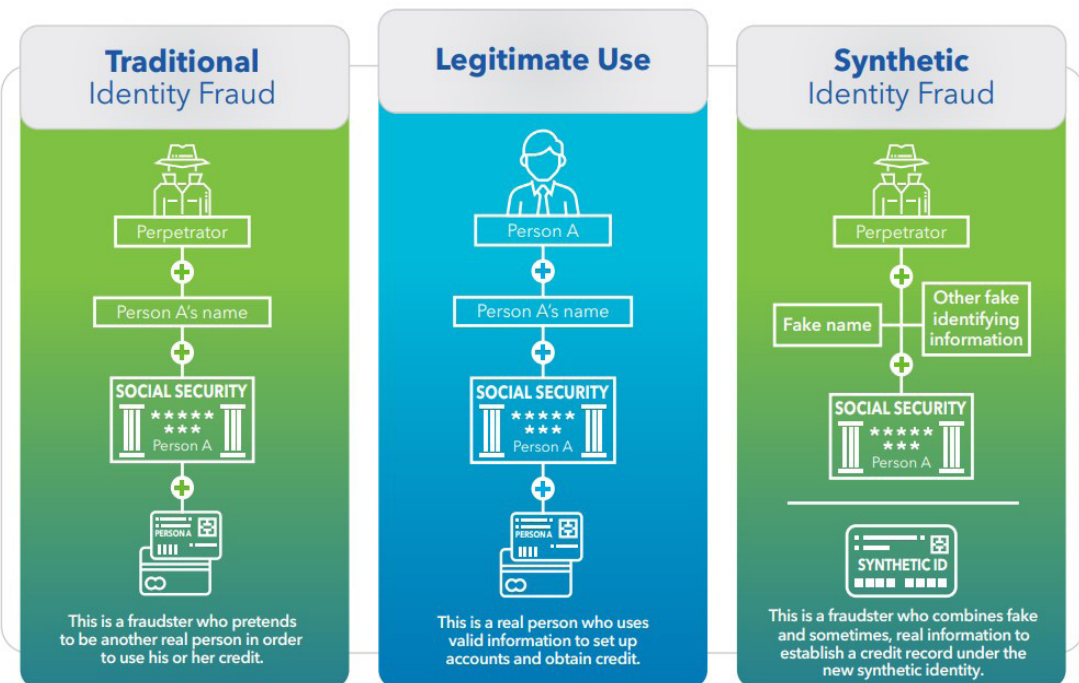 Traditional
Identity Fraud
Perpetrator
Person A's name
SOCIAL SECURITY
*****
***
Person A
PERSON A
This is a fraudster who pretends
to be another real person in order
to use his or her credit.
Legitimate Use
Person A
Person A's name
SOCIAL SECURITY
*****
***
Person A
PERSON A
This is a real person who uses
valid information to set up
accounts and obtain credit.
Synthetic
Identity Fraud
Perpetrator
Fake name
Other fake
identifying
information
SOCIAL SECURITY
*****
***
Person A
SYNTHETIC ID
This is a fraudster who combines fake
and sometimes, real information to
establish a credit record under the
new synthetic identity.